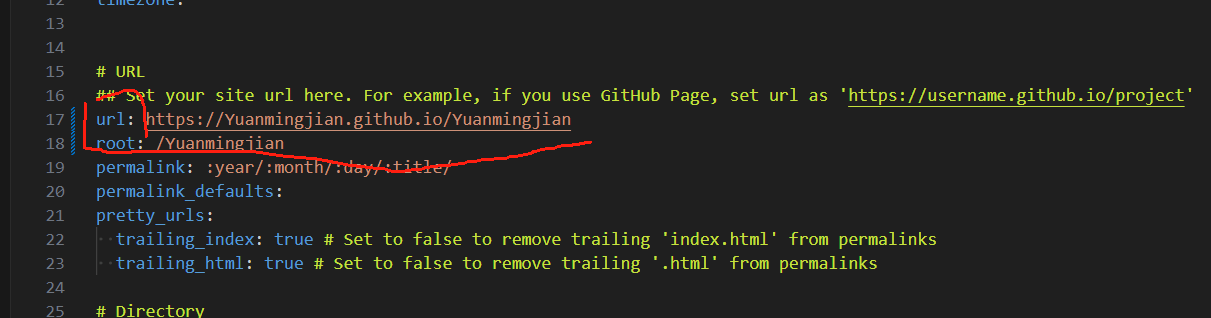 12 timezone:
13
14
15 # URL
16 ## Set your site url here. For example, if you use GitHub Page, set url as 'https://username.github.io/project'
17 url: https://Yuanmingjian.github.io/Yuanmingjian
18 root: /Yuanmingjian
19 permalink: :year/:month/:day/:title/
20 permalink_defaults:
21 pretty_urls:
22 trailing_index: true # Set to false to remove trailing 'index.html' from permalinks
23 trailing_html: true # Set to false to remove trailing '.html' from permalinks
24
25 # Directory